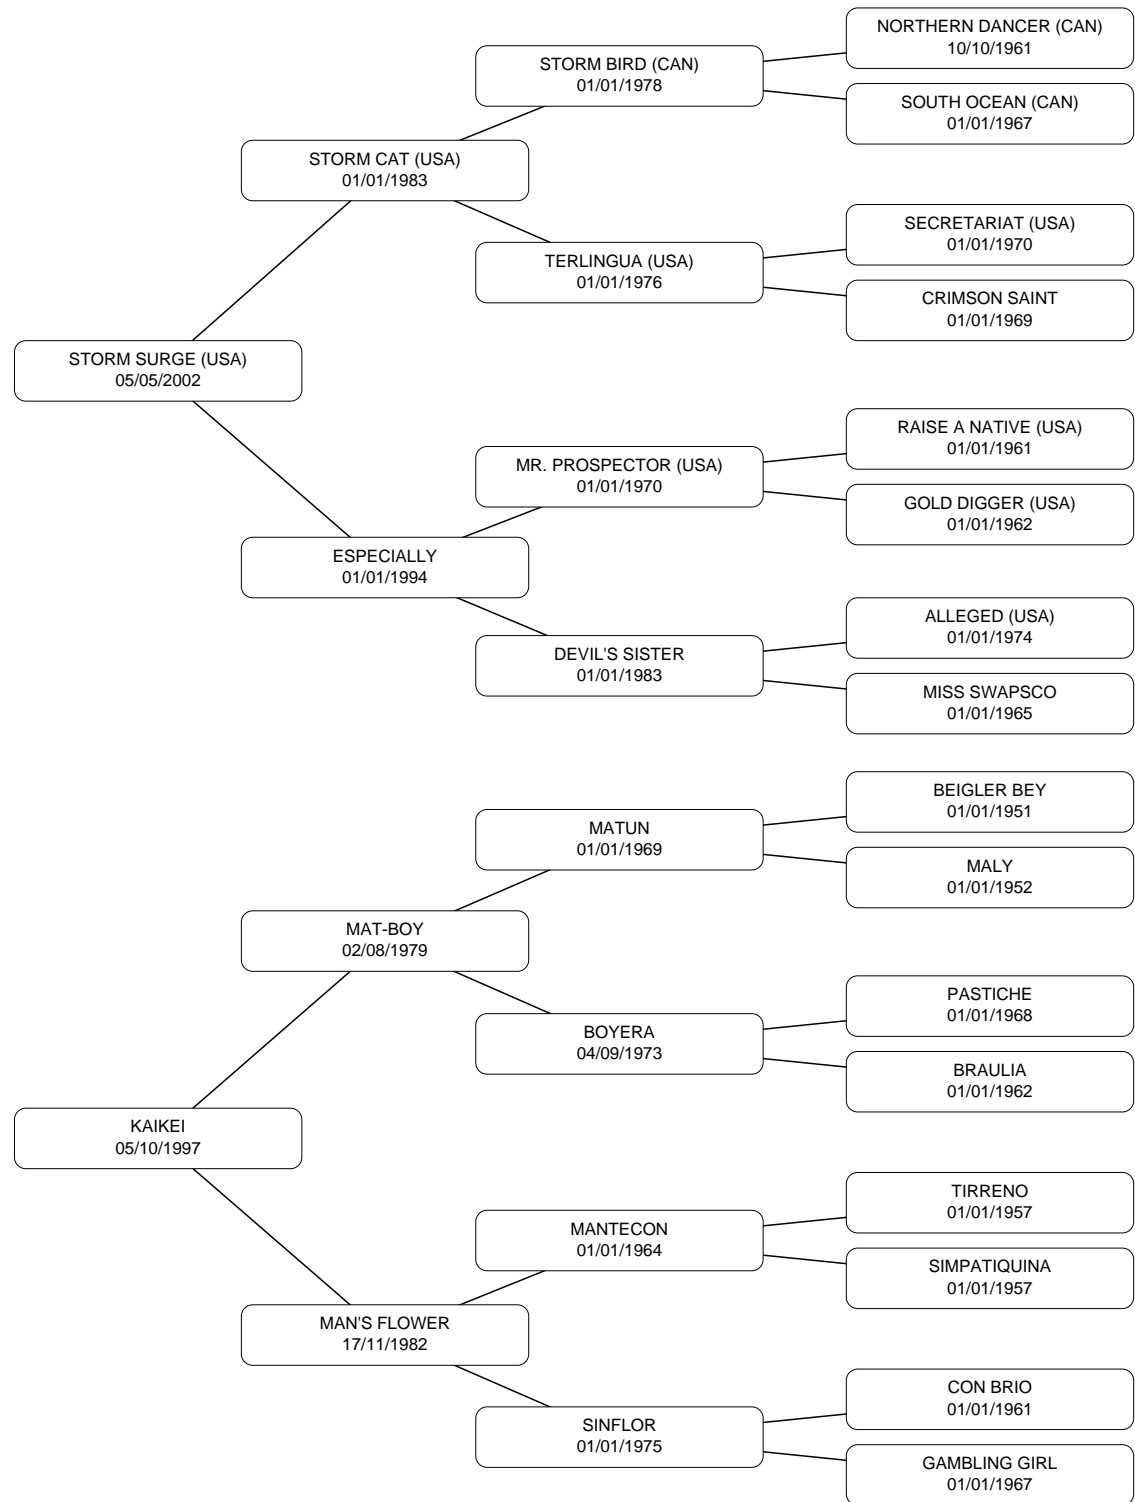 NORTHERN DANCER (CAN)
10/10/1961
STORM BIRD (CAN)
01/01/1978
SOUTH OCEAN (CAN)
01/01/1967
STORM CAT (USA)
01/01/1983
SECRETARIAT (USA)
01/01/1970
TERLINGUA (USA)
01/01/1976
CRIMSON SAINT
01/01/1969
STORM SURGE (USA)
05/05/2002
RAISE A NATIVE (USA)
01/01/1961
MR. PROSPECTOR (USA)
01/01/1970
GOLD DIGGER (USA)
01/01/1962
ESPECIALLY
01/01/1994
ALLEGED (USA)
01/01/1974
DEVIL'S SISTER
01/01/1983
MISS SWAPSCO
01/01/1965
BEIGLER BEY
01/01/1951
MATUN
01/01/1969
MALY
01/01/1952
MAT-BOY
02/08/1979
PASTICHE
01/01/1968
BOYERA
04/09/1973
BRAULIA
01/01/1962
KAIKEI
05/10/1997
TIRRENO
01/01/1957
MANTECON
01/01/1964
SIMPATIQUINA
01/01/1957
MAN'S FLOWER
17/11/1982
CON BRIO
01/01/1961
SINFLOR
01/01/1975
GAMBLING GIRL
01/01/1967